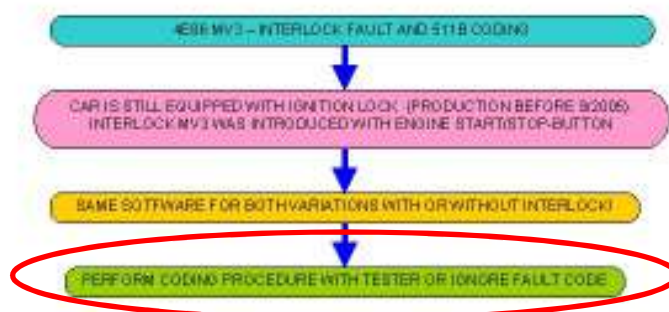 4E86 MV3 – INTERLOCK FAULT AND 511B CODING
CAR IS STILL EQUIPPED WITH IGNITION LOCK (PRODUCTION BEFORE 9/2005)
INTERLOCK MV3 WAS INTRODUCED WITH ENGINE START/STOP-BUTTON
SAME SOTFWARE FOR BOTH VARIATIONS WITH OR WITHOUT INTERLOCK!
PERFORM CODING PROCEDURE WITH TESTER OR IGNORE FAULT CODE